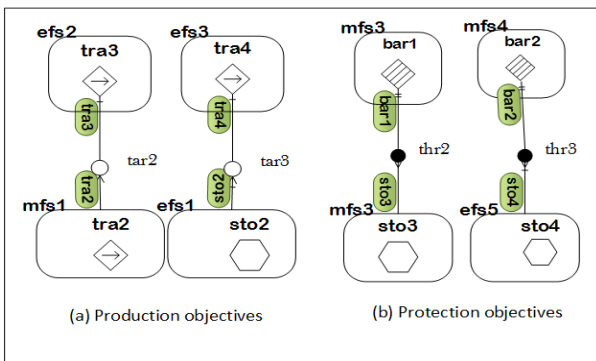 efs2
tra3
tra3
tar2
tra2
mfs1
tra2
efs3
tra4
tra4
tar3
sto2
efs1
sto2
(a) Production objectives
mfs3
bar1
bar1
thr2
sto3
mfs3
sto3
mfs4
bar2
bar2
thr3
sto4
efs5
sto4
(b) Protection objectives